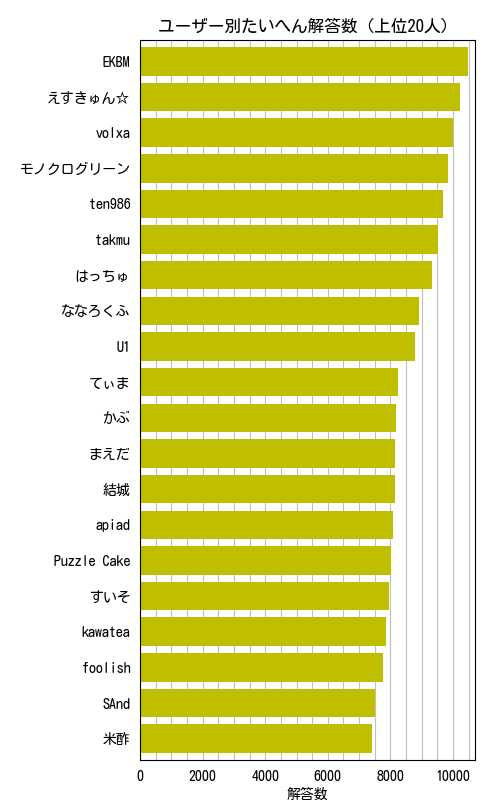 ユーザー別たいへん解答数 (上位20人)
EKBM
えすきゅん☆
volxa
モノクログリーン
ten986
takmu
はっちゅ
ななろくふ
U1
てぃま
かぶ
まえだ
結城
apiad
Puzzle Cake
すいそ
kawatea
foolish
SAnd
米酢
0 2000 4000 6000 8000 10000
解答数